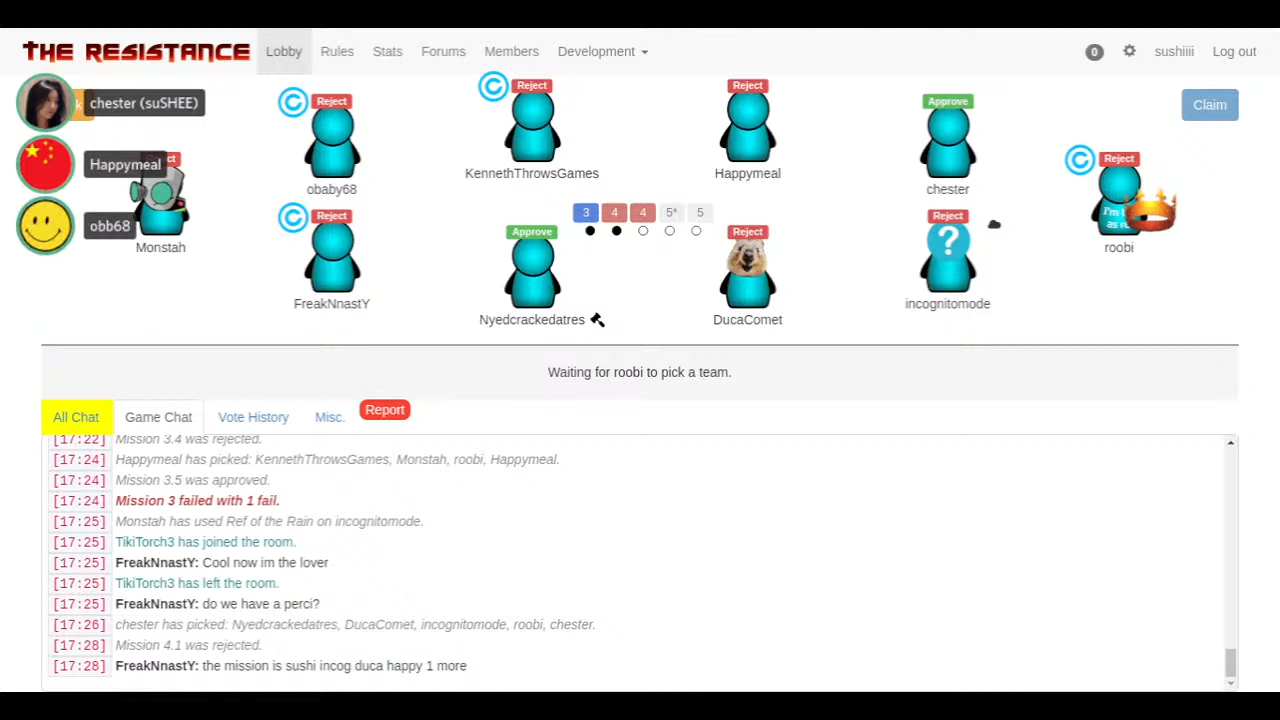 THE RESISTANCE Lobby Rules Stats Forums Members Development 0 sushiiii Log out
chester (suSHEE)
Happymeal
obb68
Claim
Reject Reject Reject Approve Reject
obaby68 KennethThrowsGames Happymeal chester roobi
Monstah
3 4 4 5* 5
Reject Approve Reject Reject
FreakNnastY Nyedcrackedatres DucaComet ? incognitomode
Waiting for roobi to pick a team.
All Chat Game Chat Vote History Misc. Report
[17:22] Mission 3.4 was rejected.
[17:24] Happymeal has picked: KennethThrowsGames, Monstah, roobi, Happymeal.
[17:24] Mission 3.5 was approved.
[17:24] Mission 3 failed with 1 fail.
[17:25] Monstah has used Ref of the Rain on incognitomode.
[17:25] TikiTorch3 has joined the room.
[17:25] FreakNnastY: Cool now im the lover
[17:25] TikiTorch3 has left the room.
[17:25] FreakNnastY: do we have a perci?
[17:26] chester has picked: Nyedcrackedatres, DucaComet, incognitomode, roobi, chester.
[17:28] Mission 4.1 was rejected.
[17:28] FreakNnastY: the mission is sushi incog duca happy 1 more